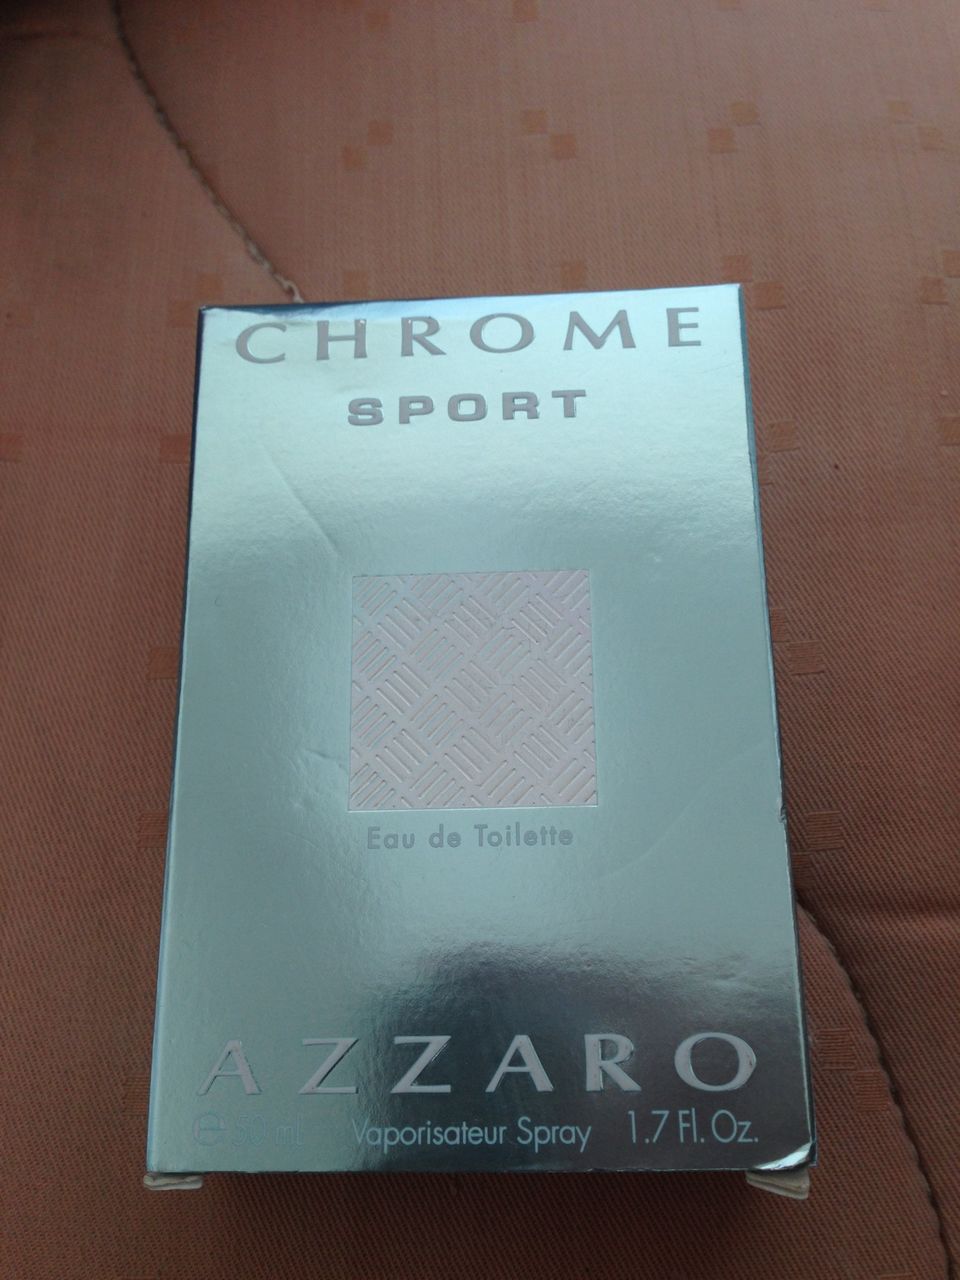 CHROME
SPORT
Eau de Toilette
AZZARO
℮ 50 ml Vaporisateur Spray 1.7 Fl. Oz.